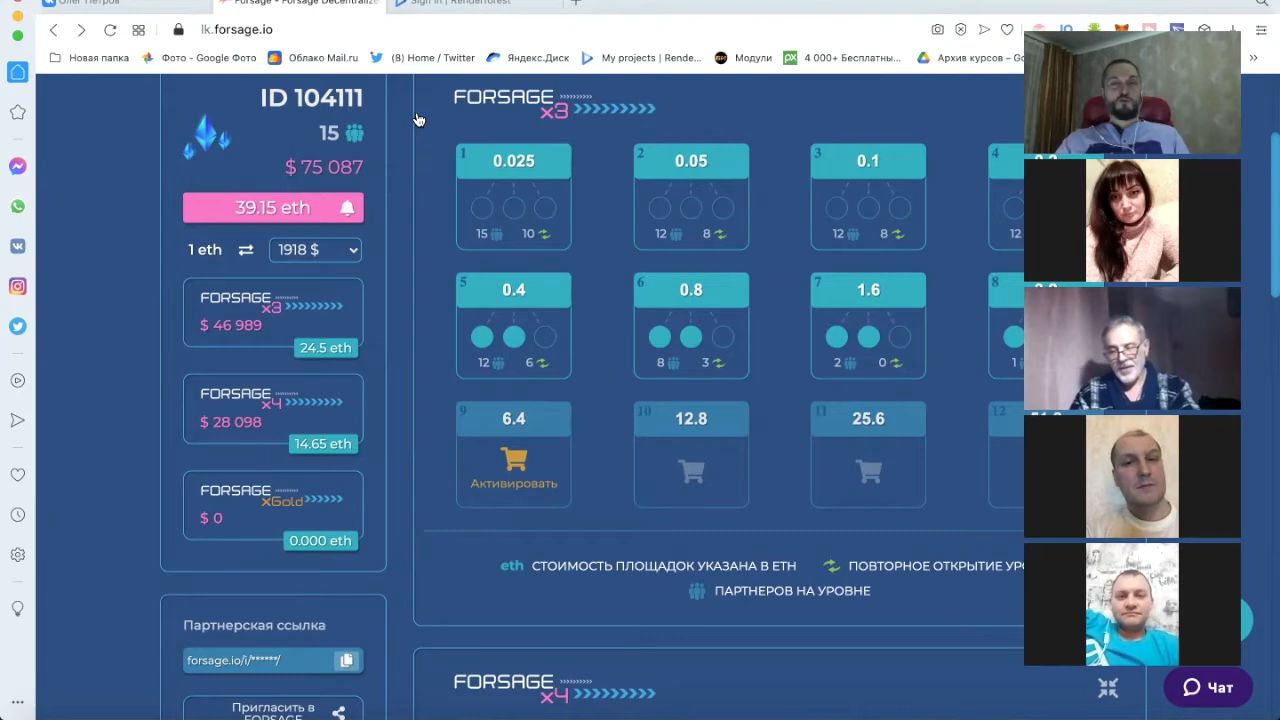 Олег Петров
Forsage - Forsage Decentralize
Sign In | Renderforest
lk.forsage.io
Новая папка
Фото - Google Фото
Облако Mail.ru
(8) Home / Twitter
Яндекс.Диск
My projects | Rende...
Модули
4 000+ Бесплатны...
Архив курсов – Go
ID 104111
15
$ 75 087
39.15 eth
1 eth
1918 $
FORSAGE
x3
$ 46 989
24.5 eth
FORSAGE
x4
$ 28 098
14.65 eth
FORSAGE
xGold
$ 0
0.000 eth
Партнерская ссылка
forsage.io/i/******/
Пригласить в
FORSAGE
FORSAGE
x3
1 0.025
15 10
2 0.05
12 8
3 0.1
12 8
4
12
5 0.4
12 6
6 0.8
8 3
7 1.6
2 0
8
1
9 6.4
Активировать
10 12.8
11 25.6
12
eth СТОИМОСТЬ ПЛОЩАДОК УКАЗАНА В ETH
ПОВТОРНОЕ ОТКРЫТИЕ
ПАРТНЕРОВ НА УРОВНЕ
FORSAGE
x4
Чат